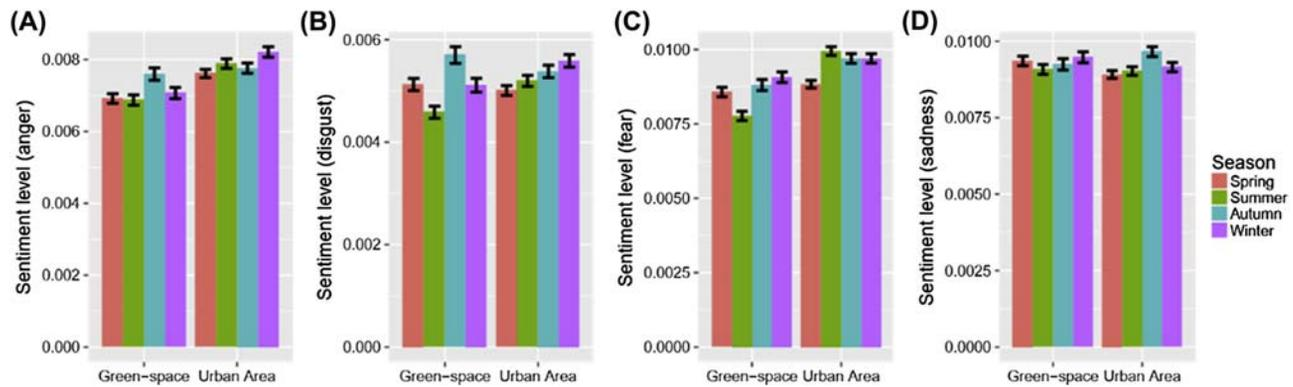 (A)
Sentiment level (anger)
0.008
0.006
0.004
0.002
0.000
Green-space Urban Area
(B)
Sentiment level (disgust)
0.006
0.004
0.002
0.000
Green-space Urban Area
(C)
Sentiment level (fear)
0.0100
0.0075
0.0050
0.0025
0.0000
Green-space Urban Area
(D)
Sentiment level (sadness)
0.0100
0.0075
0.0050
0.0025
0.0000
Green-space Urban Area
Season
Spring
Summer
Autumn
Winter